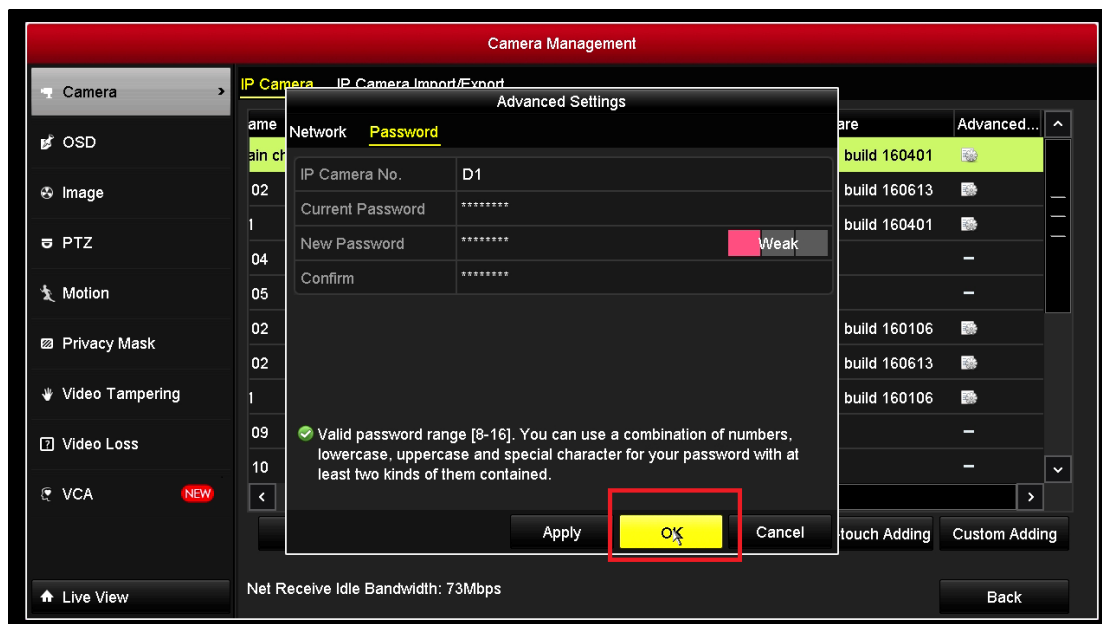 Camera Management
Camera
OSD
Image
PTZ
Motion
Privacy Mask
Video Tampering
Video Loss
VCA NEW
Live View
IP Camera IP Camera Import/Export
ame are Advanced...
ain ch build 160401
02 build 160613
1 build 160401
04 –
05 –
02 build 160106
02 build 160613
1 build 160106
09 –
10 –
Advanced Settings
Network Password
IP Camera No. D1
Current Password ********
New Password ******** Weak
Confirm ********
Valid password range [8-16]. You can use a combination of numbers,
lowercase, uppercase and special character for your password with at
least two kinds of them contained.
Apply OK Cancel
touch Adding Custom Adding
Net Receive Idle Bandwidth: 73Mbps
Back